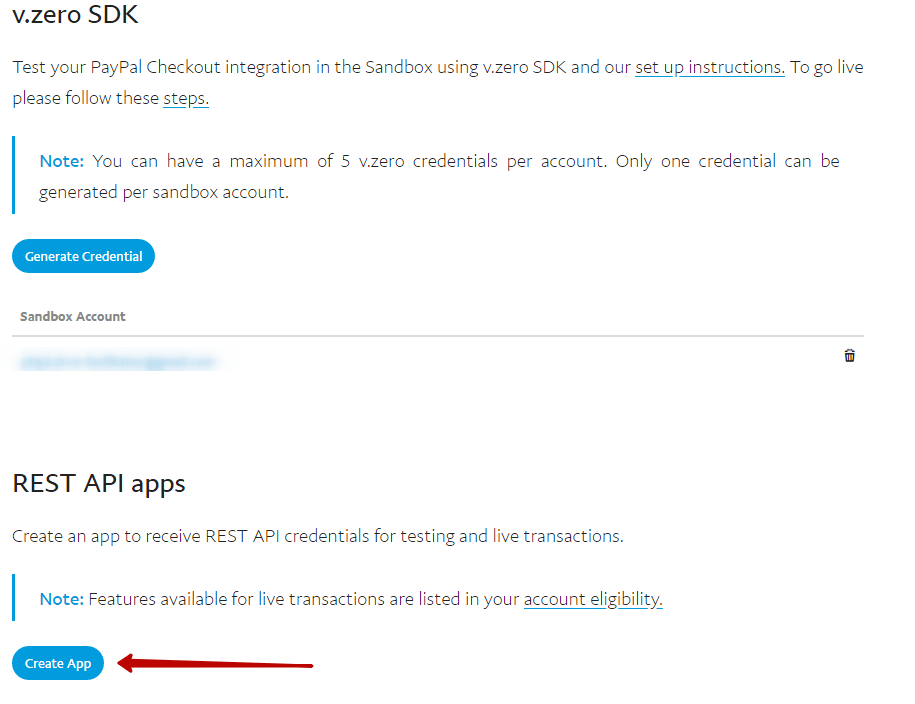 v.zero SDK
Test your PayPal Checkout integration in the Sandbox using v.zero SDK and our set up instructions. To go live
please follow these steps.
Note: You can have a maximum of 5 v.zero credentials per account. Only one credential can be
generated per sandbox account.
Generate Credential
Sandbox Account
REST API apps
Create an app to receive REST API credentials for testing and live transactions.
Note: Features available for live transactions are listed in your account eligibility.
Create App